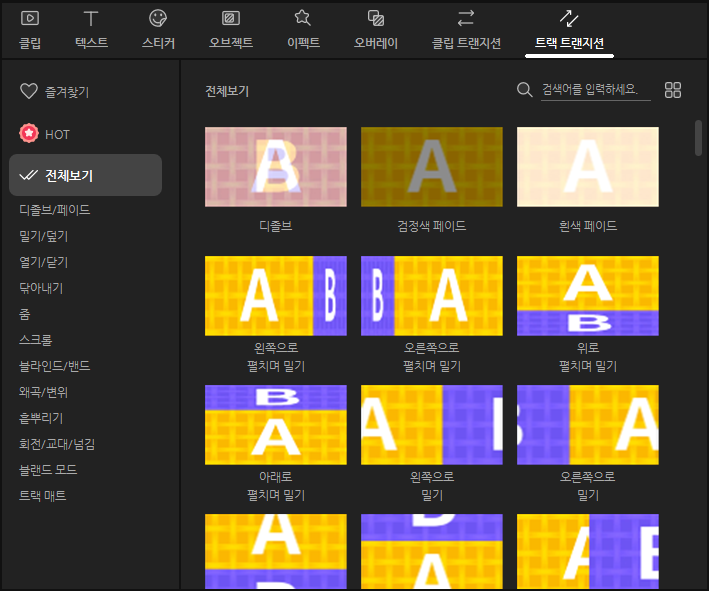 클립
텍스트
스티커
오브젝트
이펙트
오버레이
클립 트랜지션
트랙 트랜지션
즐겨찾기
HOT
전체보기
디졸브/페이드
밀기/덮기
열기/닫기
닦아내기
줌
스크롤
블라인드/밴드
왜곡/변위
흩뿌리기
회전/교대/넘김
블랜드 모드
트랙 매트
전체보기
검색어를 입력하세요.
A B
A
A
디졸브
검정색 페이드
흰색 페이드
A B
B A
A
B
왼쪽으로
펼치며 밀기
오른쪽으로
펼치며 밀기
위로
펼치며 밀기
B
A
A
B A
아래로
펼치며 밀기
왼쪽으로
밀기
오른쪽으로
밀기
A
A
A B